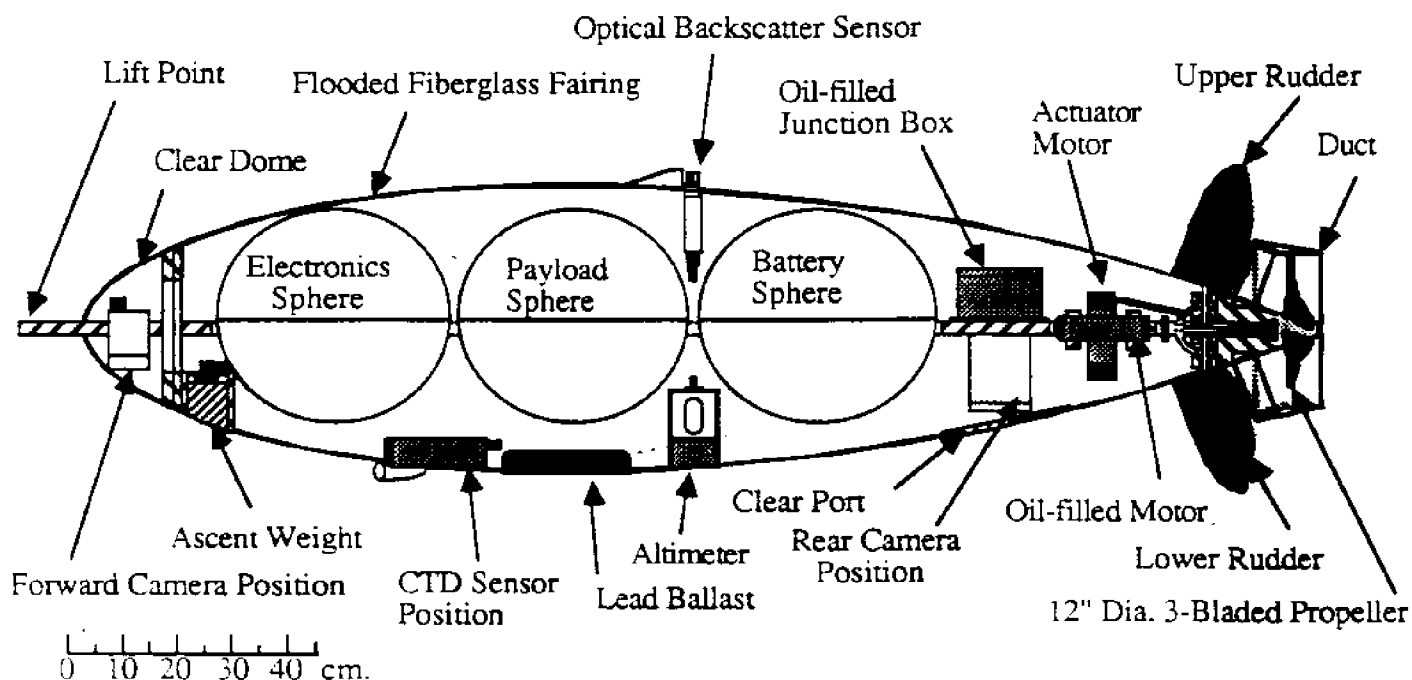 Optical Backscatter Sensor
Lift Point
Flooded Fiberglass Fairing
Oil-filled
Junction Box
Actuator
Motor
Upper Rudder
Duct
Clear Dome
Electronics
Sphere
Payload
Sphere
Battery
Sphere
Ascent Weight
Forward Camera Position
CTD Sensor
Position
Lead Ballast
Altimeter
Clear Port
Rear Camera
Position
Oil-filled Motor
Lower Rudder
12" Dia. 3-Bladed Propeller
0 10 20 30 40 cm.